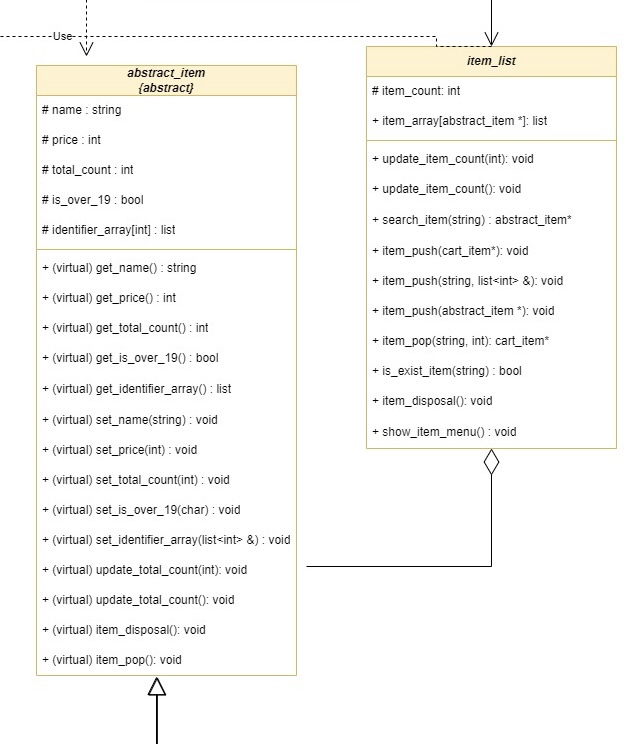 Use
abstract_item
{abstract}
# name : string
# price : int
# total_count : int
# is_over_19 : bool
# identifier_array[int] : list
+ (virtual) get_name() : string
+ (virtual) get_price() : int
+ (virtual) get_total_count() : int
+ (virtual) get_is_over_19() : bool
+ (virtual) get_identifier_array() : list
+ (virtual) set_name(string) : void
+ (virtual) set_price(int) : void
+ (virtual) set_total_count(int) : void
+ (virtual) set_is_over_19(char) : void
+ (virtual) set_identifier_array(list<int> &) : void
+ (virtual) update_total_count(int): void
+ (virtual) update_total_count(): void
+ (virtual) item_disposal(): void
+ (virtual) item_pop(): void
item_list
# item_count: int
+ item_array[abstract_item *]: list
+ update_item_count(int): void
+ update_item_count(): void
+ search_item(string) : abstract_item*
+ item_push(cart_item*): void
+ item_push(string, list<int> &): void
+ item_push(abstract_item *): void
+ item_pop(string, int): cart_item*
+ is_exist_item(string) : bool
+ item_disposal(): void
+ show_item_menu() : void